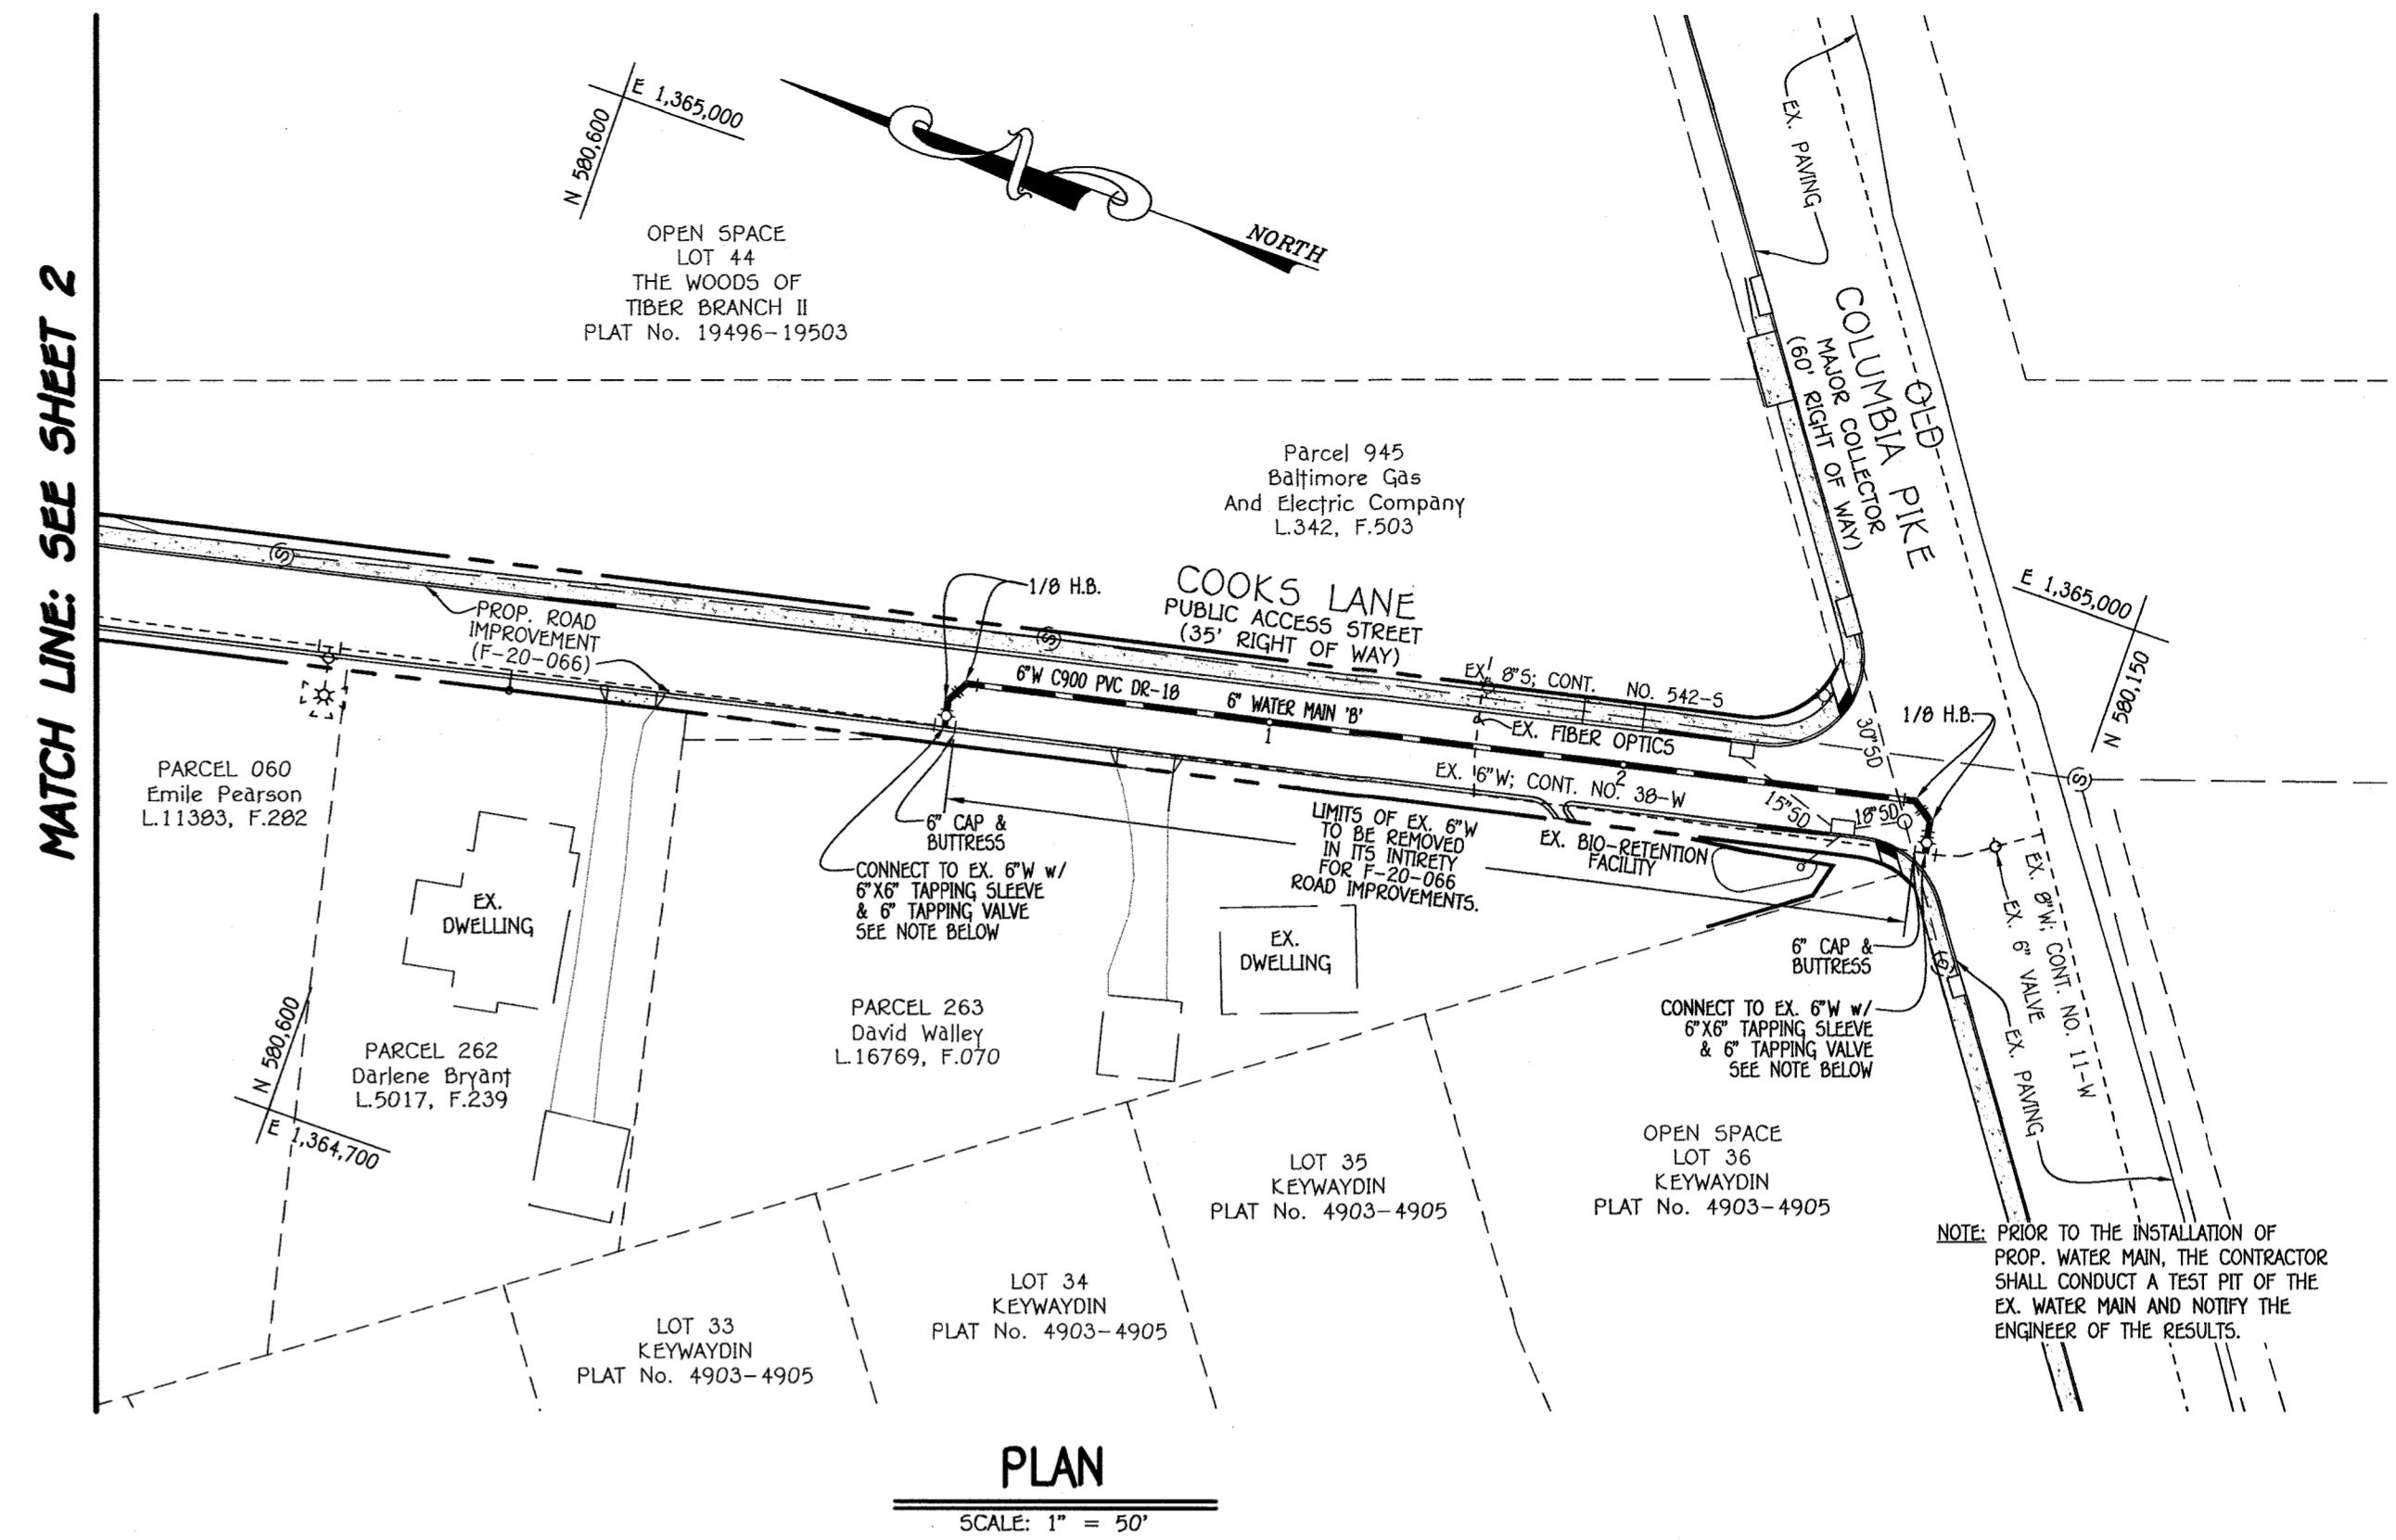 MATCH LINE: SEE SHEET 2
E 1,365,000
N 580,600
OPEN SPACE
LOT 44
THE WOODS OF
TIBER BRANCH II
PLAT No. 19496-19503
NORTH
EX. PAVING
OLD
COLUMBIA PIKE
MAJOR COLLECTOR
(60' RIGHT OF WAY)
Parcel 945
Baltimore Gas
And Electric Company
L.342, F.503
COOKS LANE
PUBLIC ACCESS STREET
(35' RIGHT OF WAY)
1/8 H.B.
(S)
(S)
PROP. ROAD
IMPROVEMENT
(F-20-066)
6"W C900 PVC DR-18
6" WATER MAIN 'B'
1
2
EX. 8"S; CONT. NO. 542-S
EX. FIBER OPTICS
EX. 6"W; CONT. NO. 38-W
30"SD
15"SD
18"SD
1/8 H.B.
(S)
E 1,365,000
N 580,150
PARCEL 060
Emile Pearson
L.11383, F.282
EX.
DWELLING
6" CAP &
BUTTRESS
CONNECT TO EX. 6"W w/
6"X6" TAPPING SLEEVE
& 6" TAPPING VALVE
SEE NOTE BELOW
LIMITS OF EX. 6"W
TO BE REMOVED
IN ITS INTIRETY
FOR F-20-066
ROAD IMPROVEMENTS.
EX. BIO-RETENTION
FACILITY
EX.
DWELLING
6" CAP &
BUTTRESS
CONNECT TO EX. 6"W w/
6"X6" TAPPING SLEEVE
& 6" TAPPING VALVE
SEE NOTE BELOW
(G)
EX. 6" VALVE
EX. 8"W; CONT. NO. 11-W
EX. PAVING
N 580,600
E 1,364,700
PARCEL 262
Darlene Bryant
L.5017, F.239
PARCEL 263
David Walley
L.16769, F.070
LOT 33
KEYWAYDIN
PLAT No. 4903-4905
LOT 34
KEYWAYDIN
PLAT No. 4903-4905
LOT 35
KEYWAYDIN
PLAT No. 4903-4905
OPEN SPACE
LOT 36
KEYWAYDIN
PLAT No. 4903-4905
NOTE: PRIOR TO THE INSTALLATION OF
PROP. WATER MAIN, THE CONTRACTOR
SHALL CONDUCT A TEST PIT OF THE
EX. WATER MAIN AND NOTIFY THE
ENGINEER OF THE RESULTS.
PLAN
SCALE: 1" = 50'